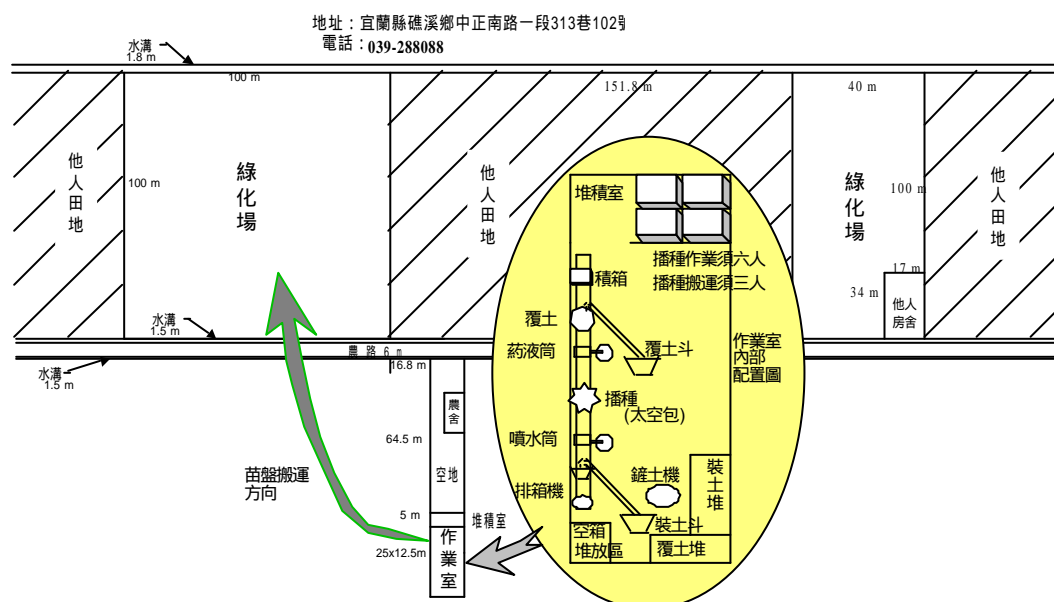 地址：宜蘭縣礁溪鄉中正南路一段313巷102號
電話：039-288088
水溝
1.8 m
100 m
151.8 m
40 m
他人田地
100 m
綠化場
他人田地
綠化場
100 m
他人田地
17 m
34 m
他人
房舍
水溝
1.5 m
農路 6 m
水溝
1.5 m
16.8 m
農舍
64.5 m
空地
5 m
堆積室
作業室
25x12.5m
苗盤搬運
方向
堆積室
播種作業須六人
播種搬運須三人
積箱
覆土
葯液筒
覆土斗
作業室
內部
配置圖
播種
(太空包)
噴水筒
排箱機
鏟土機
裝土堆
裝土斗
空箱
堆放區
覆土堆